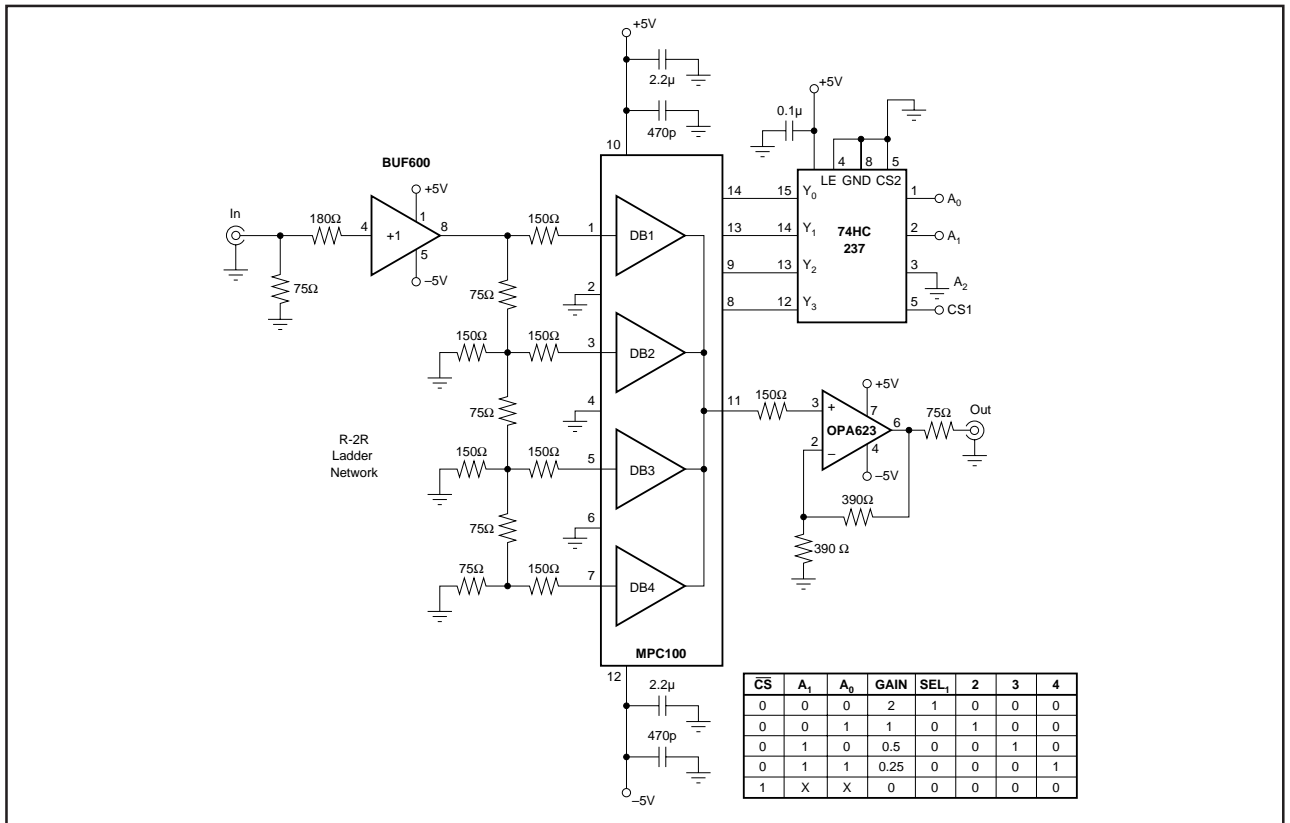 +5V
2.2µ
470p
10
BUF600
+5V
In
180Ω
4
+1
1
8
5
–5V
75Ω
150Ω
1
DB1
75Ω
2
150Ω
150Ω
3
DB2
75Ω
4
R-2R
Ladder
Network
150Ω
150Ω
5
DB3
75Ω
6
75Ω
150Ω
7
DB4
MPC100
12
2.2µ
470p
–5V
+5V
0.1µ
4 8 5
LE GND CS2
14 15 Y0
13 14 Y1
9 13 Y2
8 12 Y3
74HC
237
1 A0
2 A1
3 A2
5 CS1
11
150Ω
3
+
2
–
OPA623
+5V
7
6
4
–5V
75Ω
Out
390Ω
390 Ω
C̅S̅ A1 A0 GAIN SEL1 2 3 4
0 0 0 2 1 0 0 0
0 0 1 1 0 1 0 0
0 1 0 0.5 0 0 1 0
0 1 1 0.25 0 0 0 1
1 X X 0 0 0 0 0